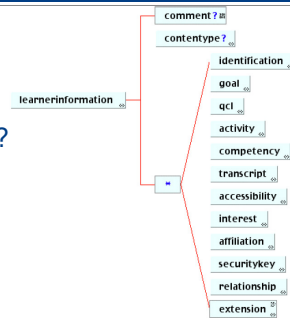 comment?
contentype?
identification
goal
learnerinformation
qcl
activity
?
competency
transcript
*
accessibility
interest
affiliation
securitykey
relationship
extension